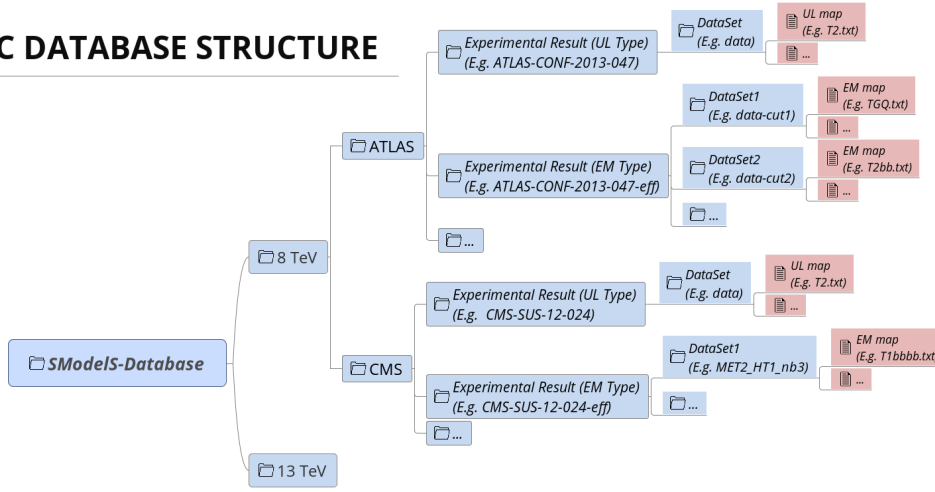 C DATABASE STRUCTURE
DataSet
(E.g. data)
UL map
(E.g. T2.txt)
...
Experimental Result (UL Type)
(E.g. ATLAS-CONF-2013-047)
DataSet1
(E.g. data-cut1)
EM map
(E.g. TGQ.txt)
...
ATLAS
Experimental Result (EM Type)
(E.g. ATLAS-CONF-2013-047-eff)
DataSet2
(E.g. data-cut2)
EM map
(E.g. T2bb.txt)
...
...
...
8 TeV
DataSet
(E.g. data)
UL map
(E.g. T2.txt)
...
Experimental Result (UL Type)
(E.g.  CMS-SUS-12-024)
SModelS-Database
CMS
DataSet1
(E.g. MET2_HT1_nb3)
EM map
(E.g. T1bbbb.txt
...
Experimental Result (EM Type)
(E.g. CMS-SUS-12-024-eff)
...
...
13 TeV